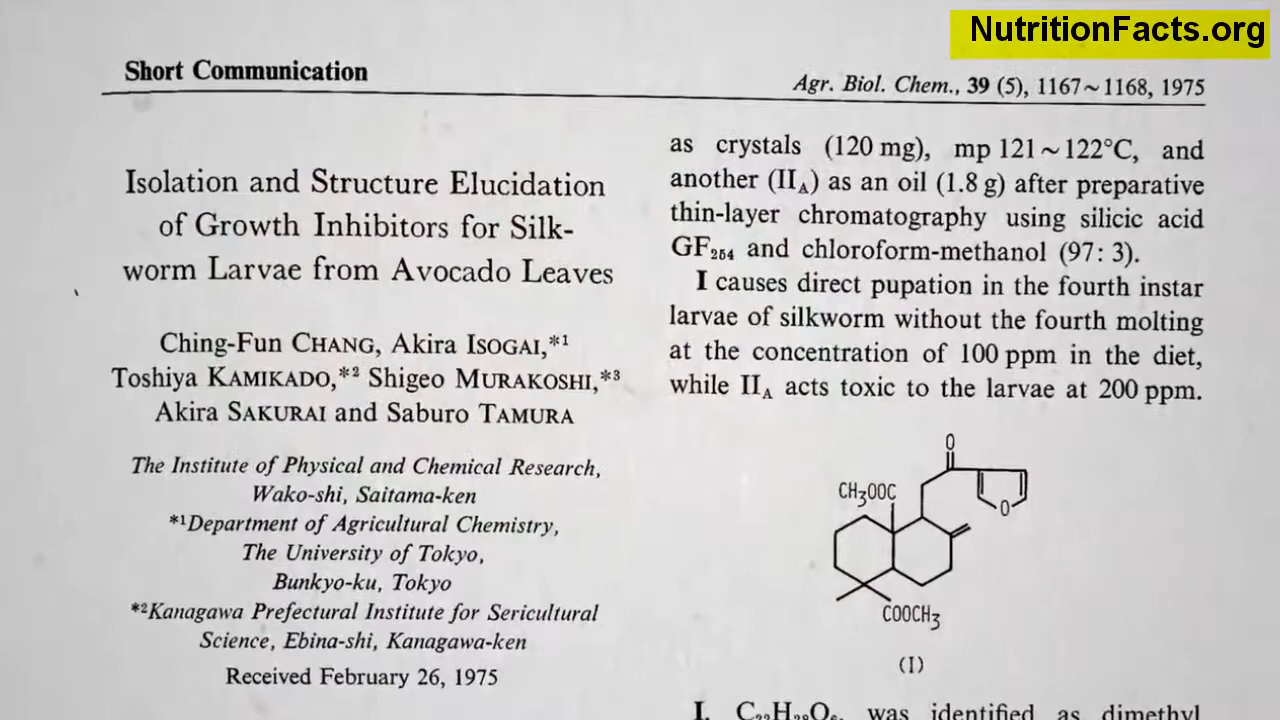 NutritionFacts.org
Short Communication
Agr. Biol. Chem., 39 (5), 1167~1168, 1975
Isolation and Structure Elucidation
of Growth Inhibitors for Silk-
worm Larvae from Avocado Leaves
Ching-Fun CHANG, Akira ISOGAI,*1
Toshiya KAMIKADO,*2 Shigeo MURAKOSHI,*3
Akira SAKURAI and Saburo TAMURA
The Institute of Physical and Chemical Research,
Wako-shi, Saitama-ken
*1Department of Agricultural Chemistry,
The University of Tokyo,
Bunkyo-ku, Tokyo
*2Kanagawa Prefectural Institute for Sericultural
Science, Ebina-shi, Kanagawa-ken
Received February 26, 1975
as crystals (120 mg), mp 121~122°C, and
another (IIA) as an oil (1.8 g) after preparative
thin-layer chromatography using silicic acid
GF254 and chloroform-methanol (97: 3).
I causes direct pupation in the fourth instar
larvae of silkworm without the fourth molting
at the concentration of 100 ppm in the diet,
while IIA acts toxic to the larvae at 200 ppm.
O
CH3OOC
O
COOCH3
(I)
I, was identified as dimethyl